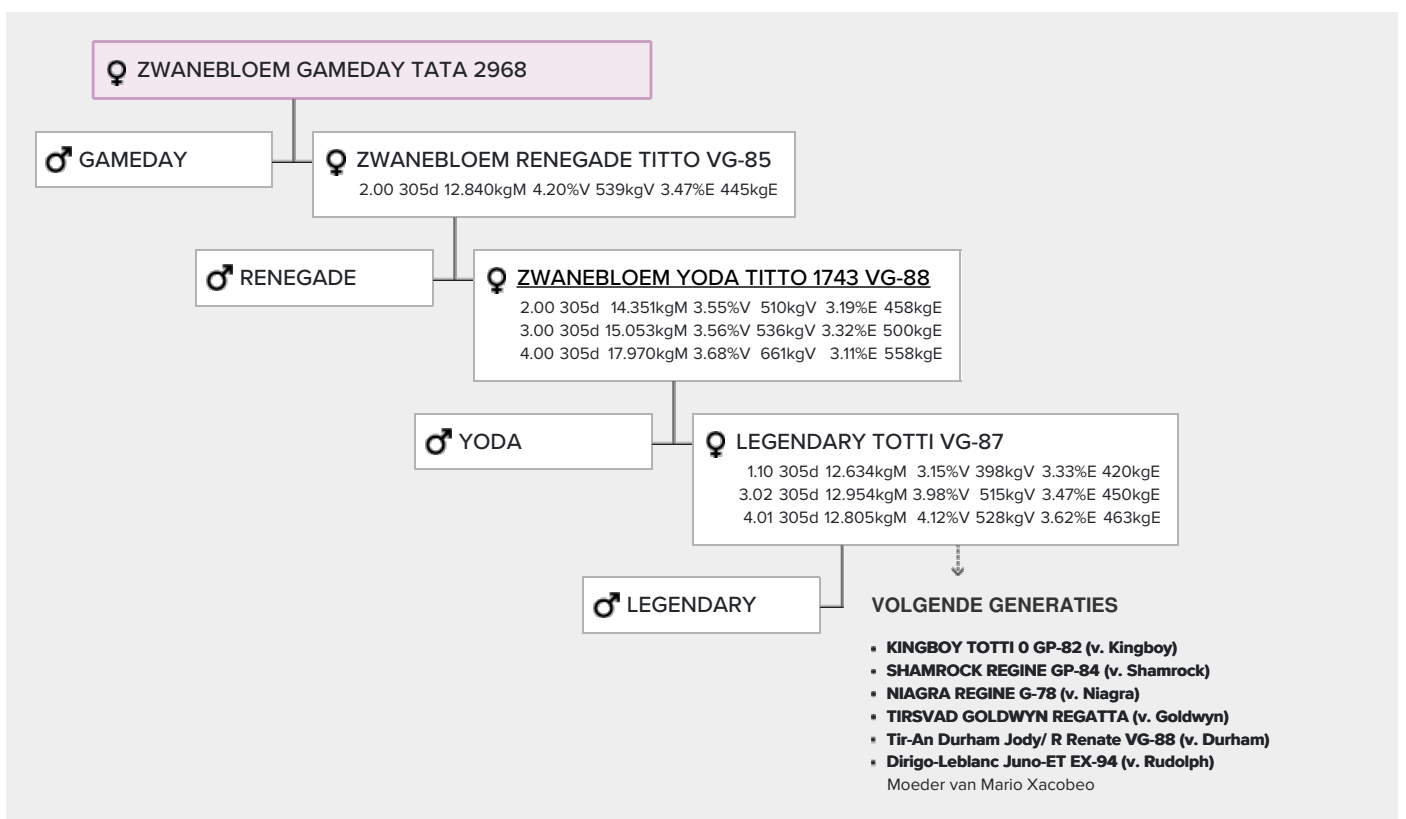 ZWANEBLOEM GAMEDAY TATA 2968
GAMEDAY
ZWANEBLOEM RENEGADE TITTO VG-85
2.00 305d 12.840kgM 4.20%V 539kgV 3.47%E 445kgE
RENEGADE
ZWANEBLOEM YODA TITTO 1743 VG-88
2.00 305d 14.351kgM 3.55%V 510kgV 3.19%E 458kgE
3.00 305d 15.053kgM 3.56%V 536kgV 3.32%E 500kgE
4.00 305d 17.970kgM 3.68%V 661kgV 3.11%E 558kgE
YODA
LEGENDARY TOTTI VG-87
1.10 305d 12.634kgM 3.15%V 398kgV 3.33%E 420kgE
3.02 305d 12.954kgM 3.98%V 515kgV 3.47%E 450kgE
4.01 305d 12.805kgM 4.12%V 528kgV 3.62%E 463kgE
LEGENDARY
VOLGENDE GENERATIES
KINGBOY TOTTI 0 GP-82 (v. Kingboy)
SHAMROCK REGINE GP-84 (v. Shamrock)
NIAGRA REGINE G-78 (v. Niagra)
TIRSVAD GOLDWYN REGATTA (v. Goldwyn)
Tir-An Durham Jody/ R Renate VG-88 (v. Durham)
Dirigo-Leblanc Juno-ET EX-94 (v. Rudolph)
Moeder van Mario Xacobeo